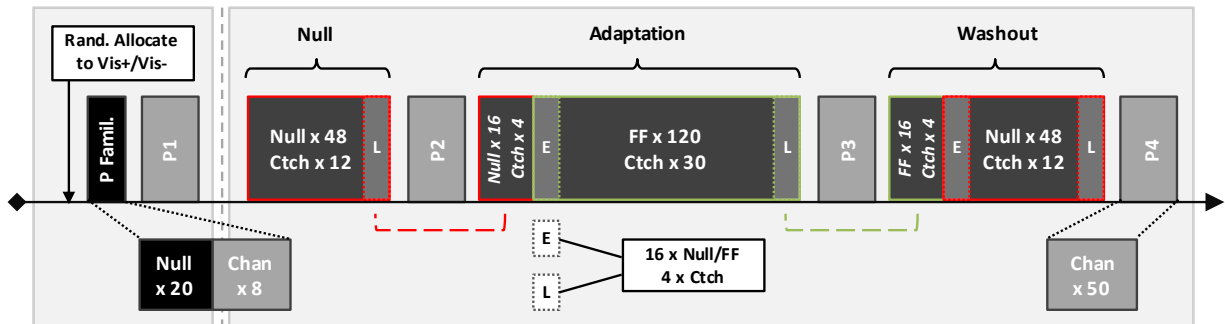 Rand. Allocate
to Vis+/Vis-
Null
Adaptation
Washout
P Famil.
P1
Null x 48
Ctch x 12
L
P2
Null x 16
Ctch x 4
E
FF x 120
Ctch x 30
L
P3
FF x 16
Ctch x 4
E
Null x 48
Ctch x 12
L
P4
Null
x 20
Chan
x 8
E
L
16 x Null/FF
4 x Ctch
Chan
x 50